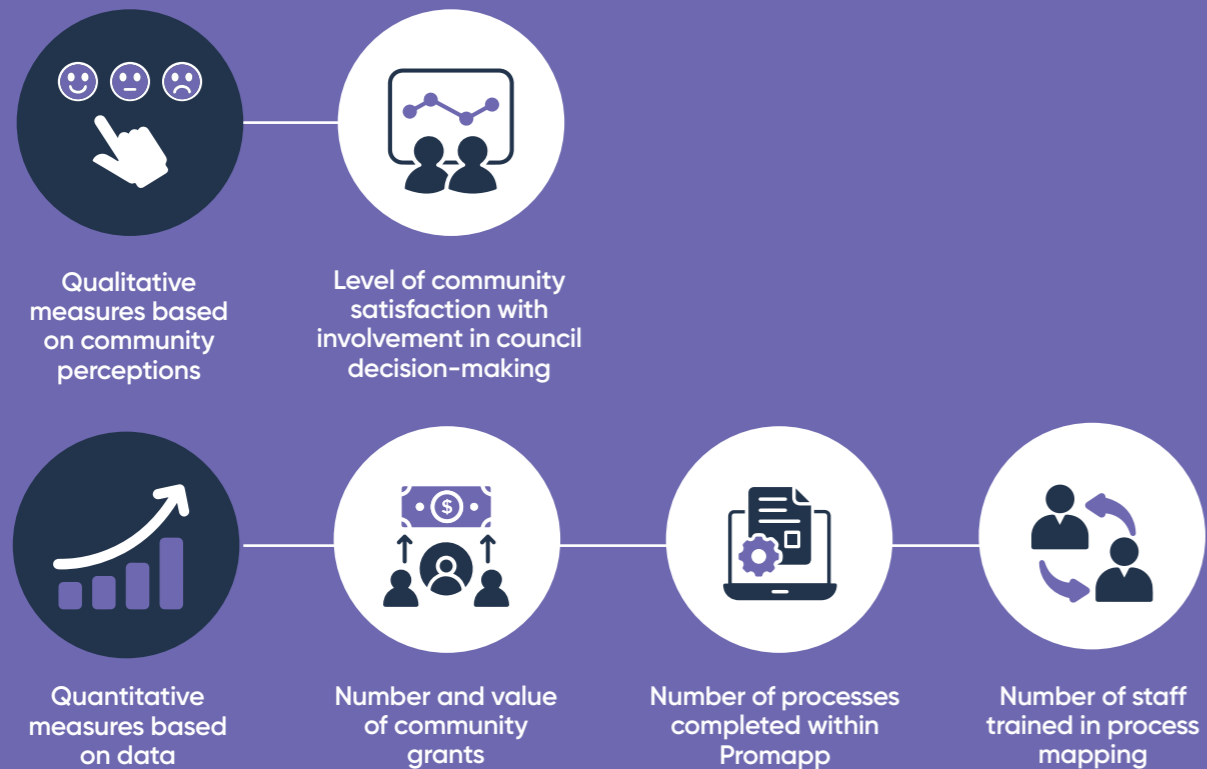 Qualitative
measures based
on community
perceptions
Level of community
satisfaction with
involvement in council
decision-making
$
Quantitative
measures based
on data
Number and value
of community
grants
Number of processes
completed within
Promapp
Number of staff
trained in process
mapping